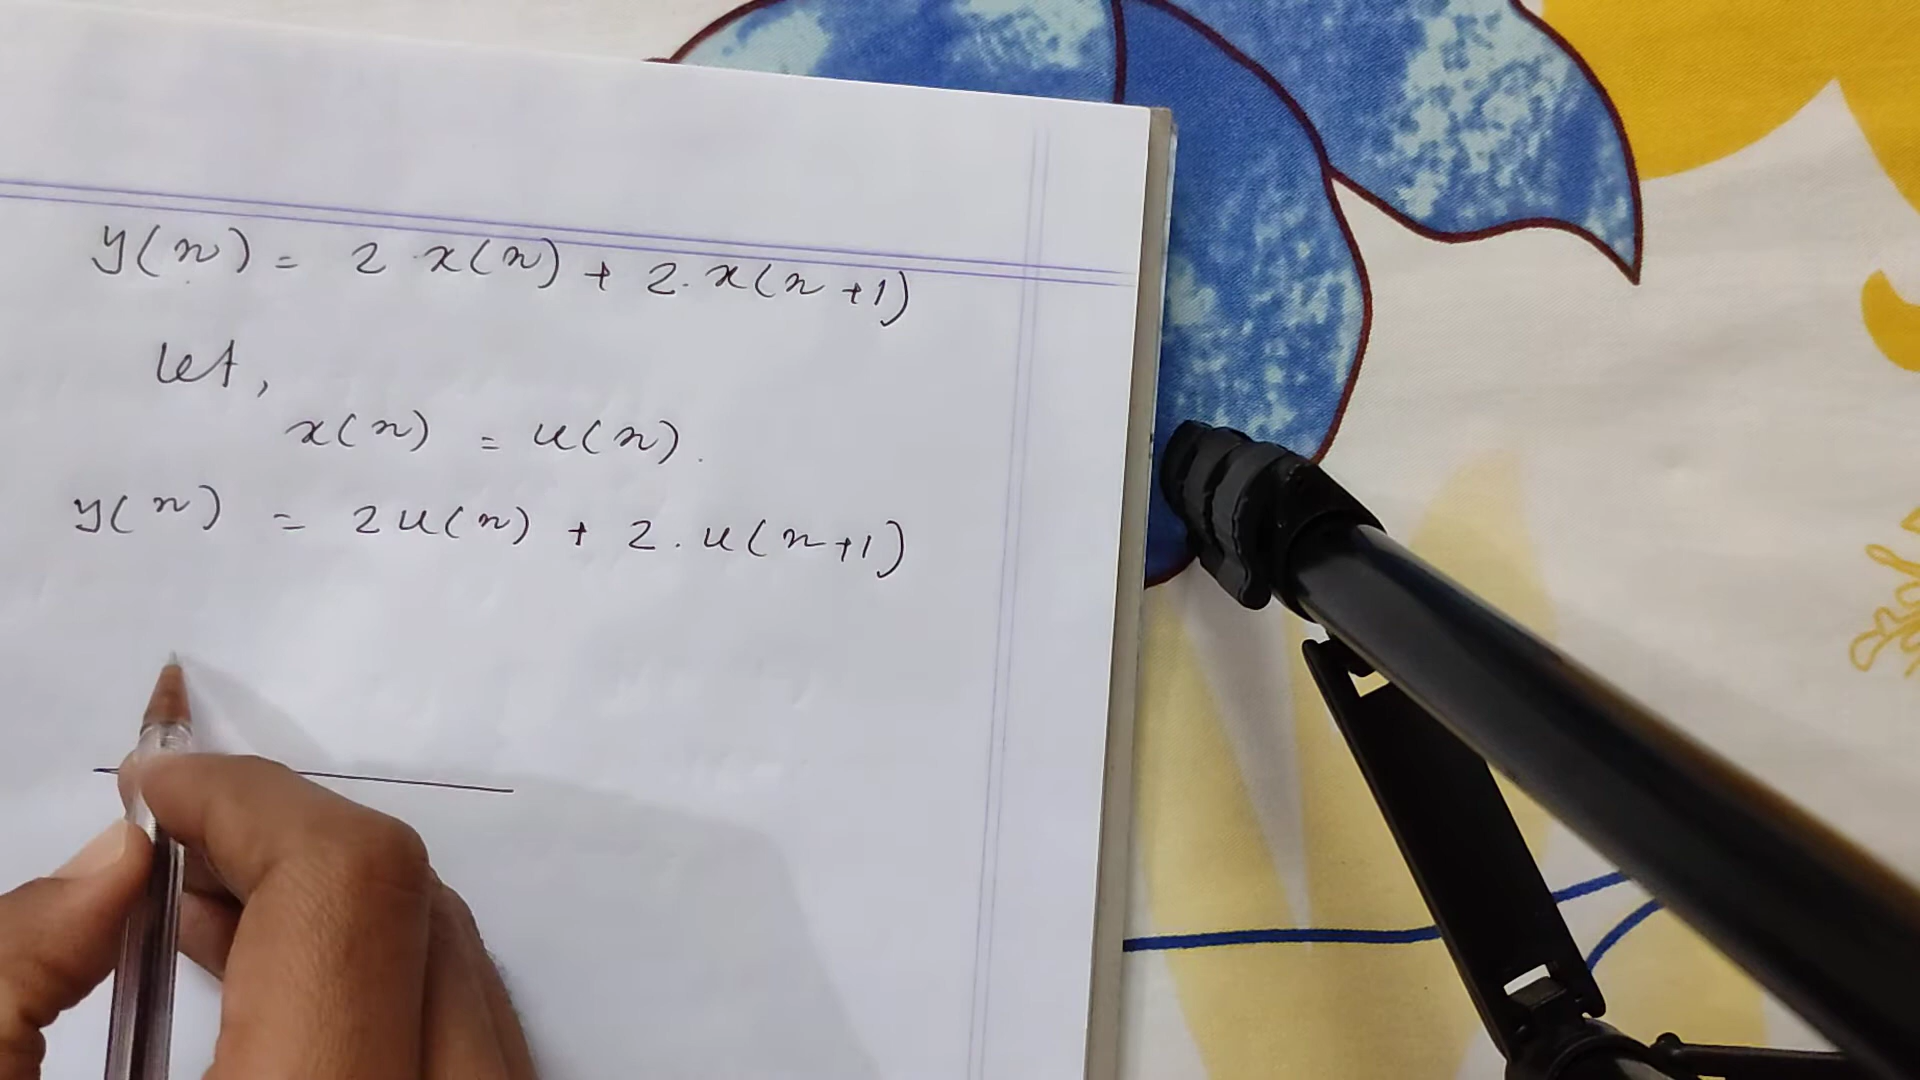 y(n) = 2 x(n) + 2. x(n+1)
let,
x(n) = u(n).
y(n) = 2u(n) + 2. u(n+1)